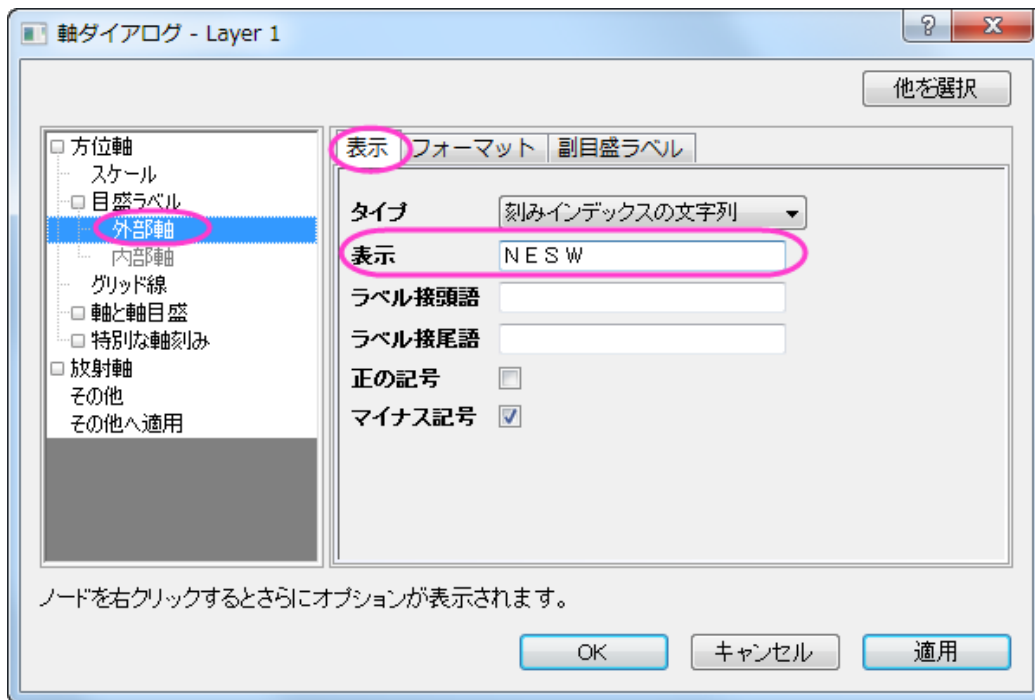 軸ダイアログ - Layer 1
?
X
他を選択
方位軸
スケール
目盛ラベル
外部軸
内部軸
グリッド線
軸と軸目盛
特別な軸刻み
放射軸
その他
その他へ適用
表示 フォーマット 副目盛ラベル
タイプ 刻みインデックスの文字列
表示 N E S W
ラベル接頭語
ラベル接尾語
正の記号
マイナス記号
ノードを右クリックするとさらにオプションが表示されます。
OK キャンセル 適用